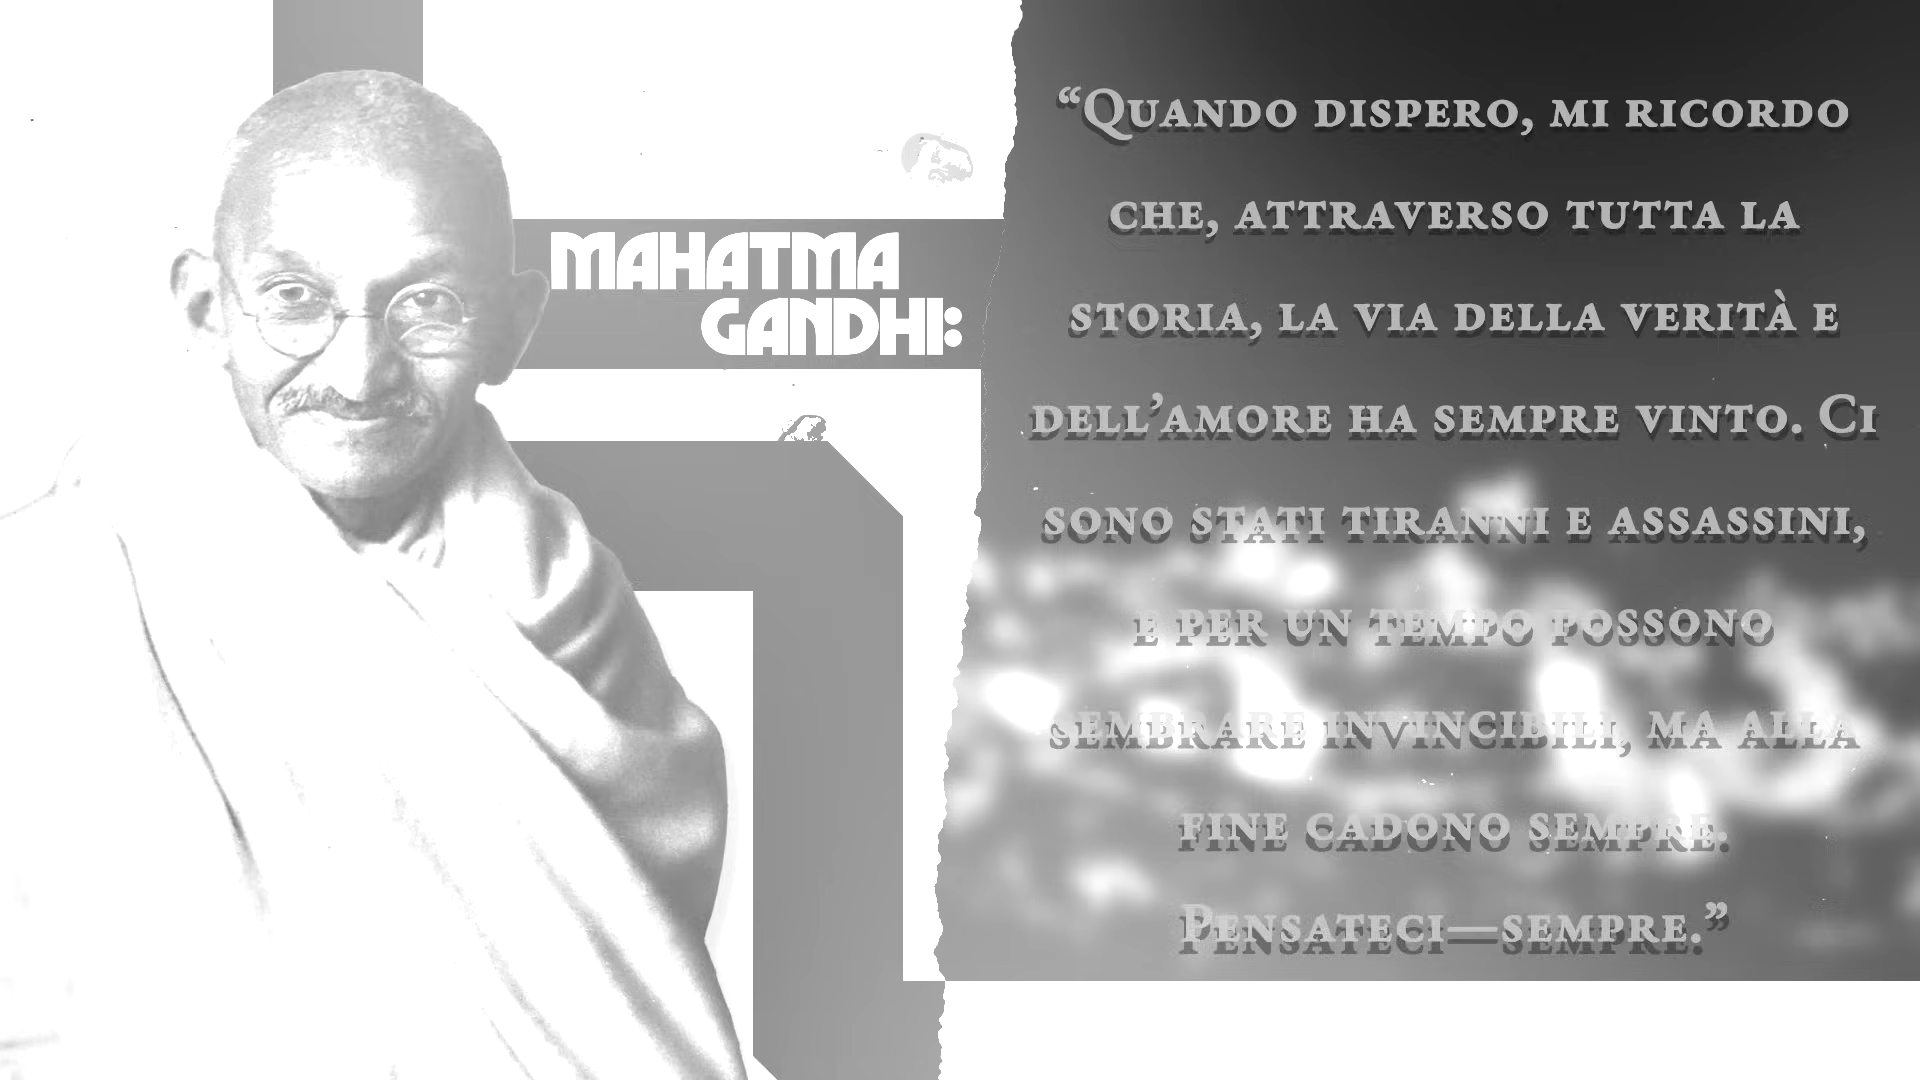 MAHATMA
GANDHI:
“Quando dispero, mi ricordo
che, attraverso tutta la
storia, la via della verità e
dell’amore ha sempre vinto. Ci
sono stati tiranni e assassini,
e per un tempo possono
sembrare invincibili, ma alla
fine cadono sempre.
Pensateci—sempre.”